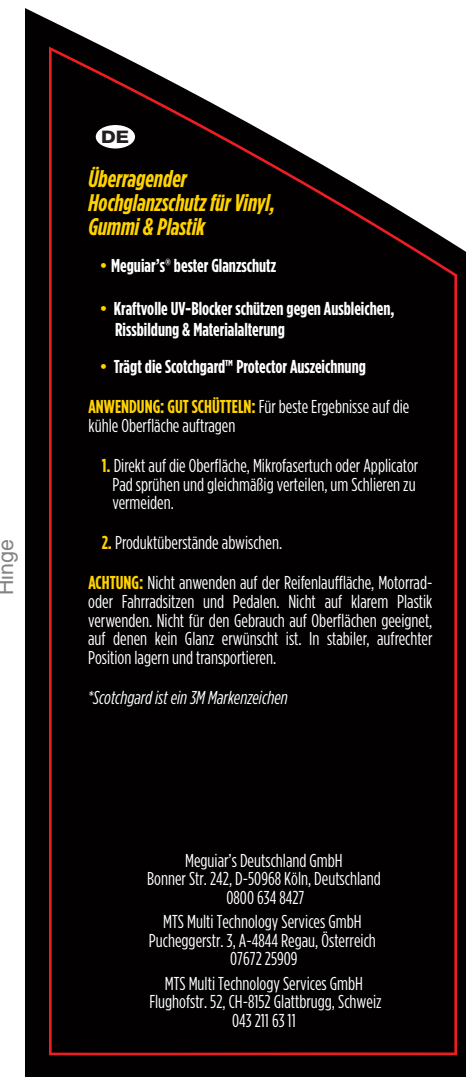 DE
Überragender
Hochglanzschutz für Vinyl,
Gummi & Plastik
• Meguiar's® bester Glanzschutz
• Kraftvolle UV-Blocker schützen gegen Ausbleichen,
Rissbildung & Materialalterung
• Trägt die Scotchgard™ Protector Auszeichnung
ANWENDUNG: GUT SCHÜTTELN: Für beste Ergebnisse auf die
kühle Oberfläche auftragen
1. Direkt auf die Oberfläche, Mikrofasertuch oder Applicator
Pad sprühen und gleichmäßig verteilen, um Schlieren zu
vermeiden.
2. Produktüberstände abwischen.
ACHTUNG: Nicht anwenden auf der Reifenlauffläche, Motorrad-
oder Fahrradsitzen und Pedalen. Nicht auf klarem Plastik
verwenden. Nicht für den Gebrauch auf Oberflächen geeignet,
auf denen kein Glanz erwünscht ist. In stabiler, aufrechter
Position lagern und transportieren.
*Scotchgard ist ein 3M Markenzeichen
Meguiar's Deutschland GmbH
Bonner Str. 242, D-50968 Köln, Deutschland
0800 634 8427
MTS Multi Technology Services GmbH
Pucheggerstr. 3, A-4844 Regau, Österreich
07672 25909
MTS Multi Technology Services GmbH
Flughofstr. 52, CH-8152 Glattbrugg, Schweiz
043 211 63 11
Hinge